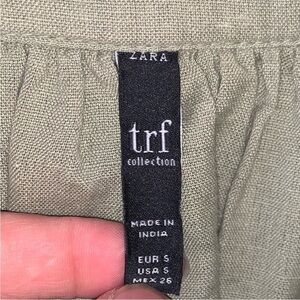 ZARA
trf
collection
MADE IN
INDIA
EUR S
USA S
MEX 26